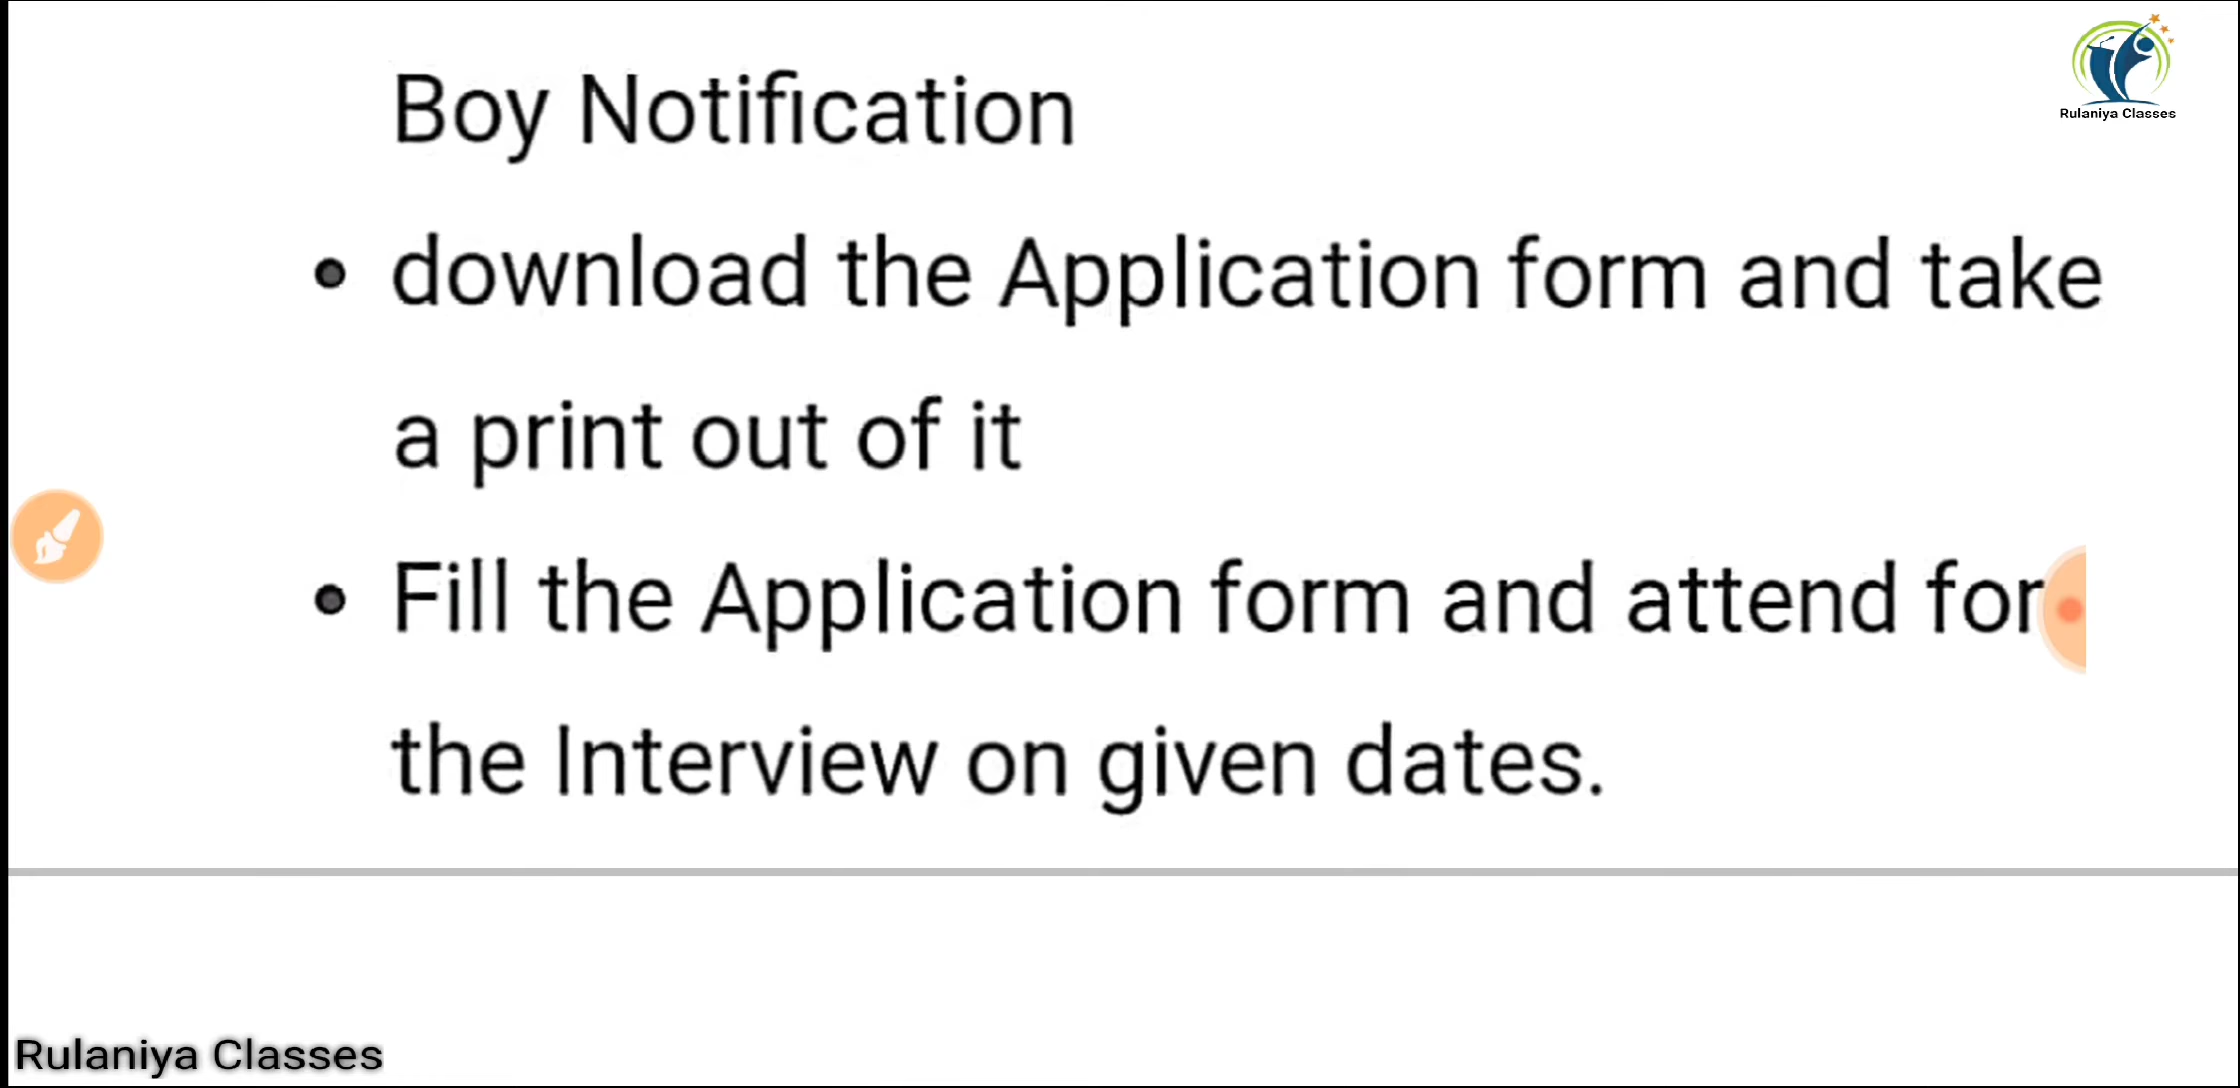 Boy Notification
Rulaniya Classes
• download the Application form and take
a print out of it
• Fill the Application form and attend for
the Interview on given dates.
Rulaniya Classes